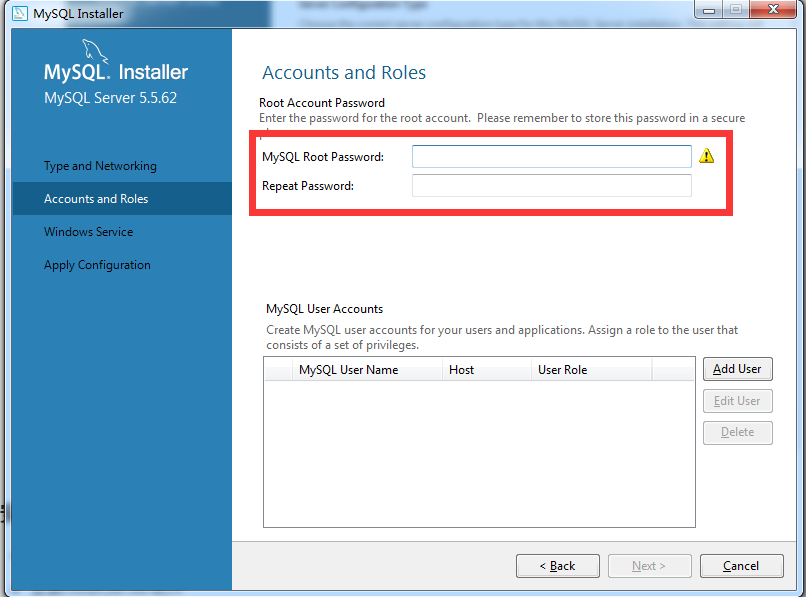 MySQL Installer
MySQL. Installer
MySQL Server 5.5.62
Type and Networking
Accounts and Roles
Windows Service
Apply Configuration
Accounts and Roles
Root Account Password
Enter the password for the root account. Please remember to store this password in a secure
MySQL Root Password:
Repeat Password:
MySQL User Accounts
Create MySQL user accounts for your users and applications. Assign a role to the user that
consists of a set of privileges.
MySQL User Name Host User Role
Add User
Edit User
Delete
< Back Next > Cancel